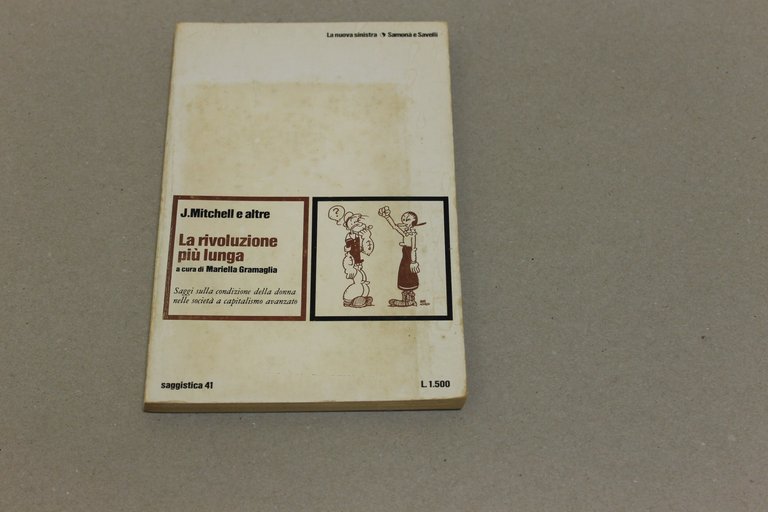 La nuova sinistra Samonà e Savelli
J.Mitchell e altre
La rivoluzione
più lunga
a cura di Mariella Gramaglia
Saggi sulla condizione della donna
nelle società a capitalismo avanzato
?
saggistica 41
L. 1.500